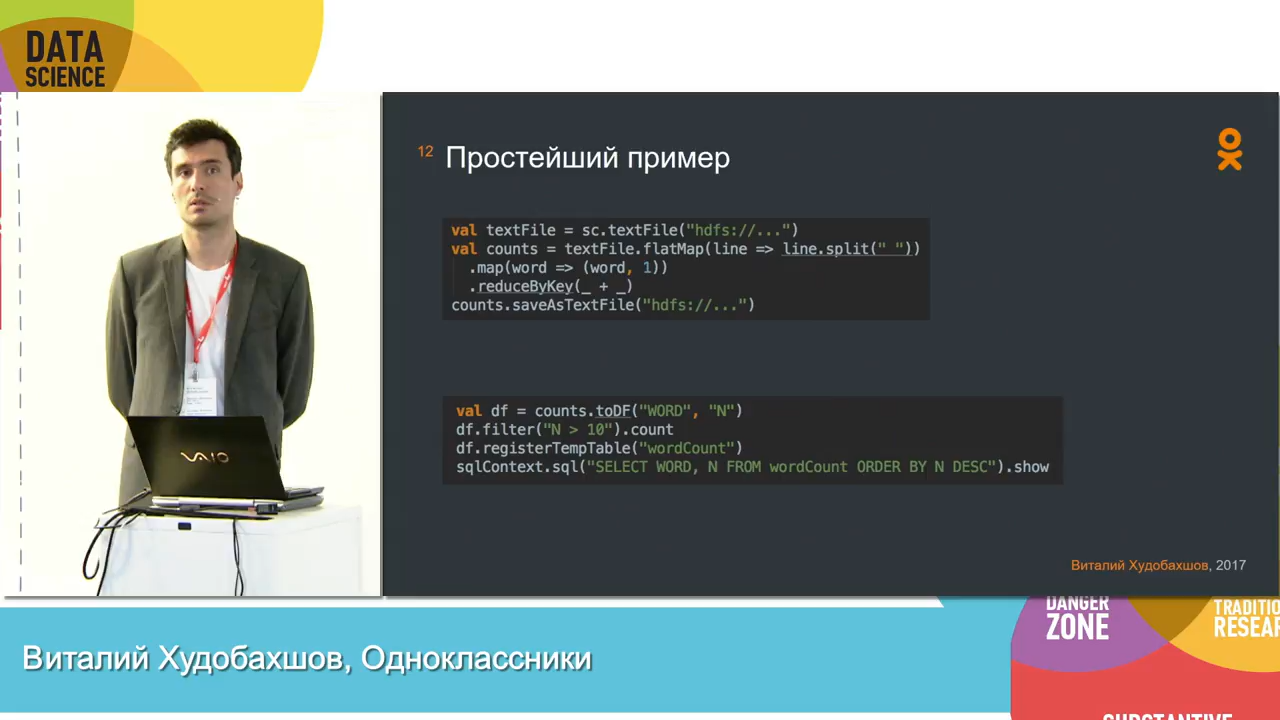 DATA
SCIENCE
12 Простейший пример
val textFile = sc.textFile("hdfs://...")
val counts = textFile.flatMap(line => line.split(" "))
.map(word => (word, 1))
.reduceByKey(_ + _)
counts.saveAsTextFile("hdfs://...")
val df = counts.toDF("WORD", "N")
df.filter("N > 10").count
df.registerTempTable("wordCount")
sqlContext.sql("SELECT WORD, N FROM wordCount ORDER BY N DESC").show
VAIO
Виталий Худобахшов, 2017
DANGER
ZONE
TRADITIO
RESEAR
SUBSTANTIVE
Виталий Худобахшов, Одноклассники